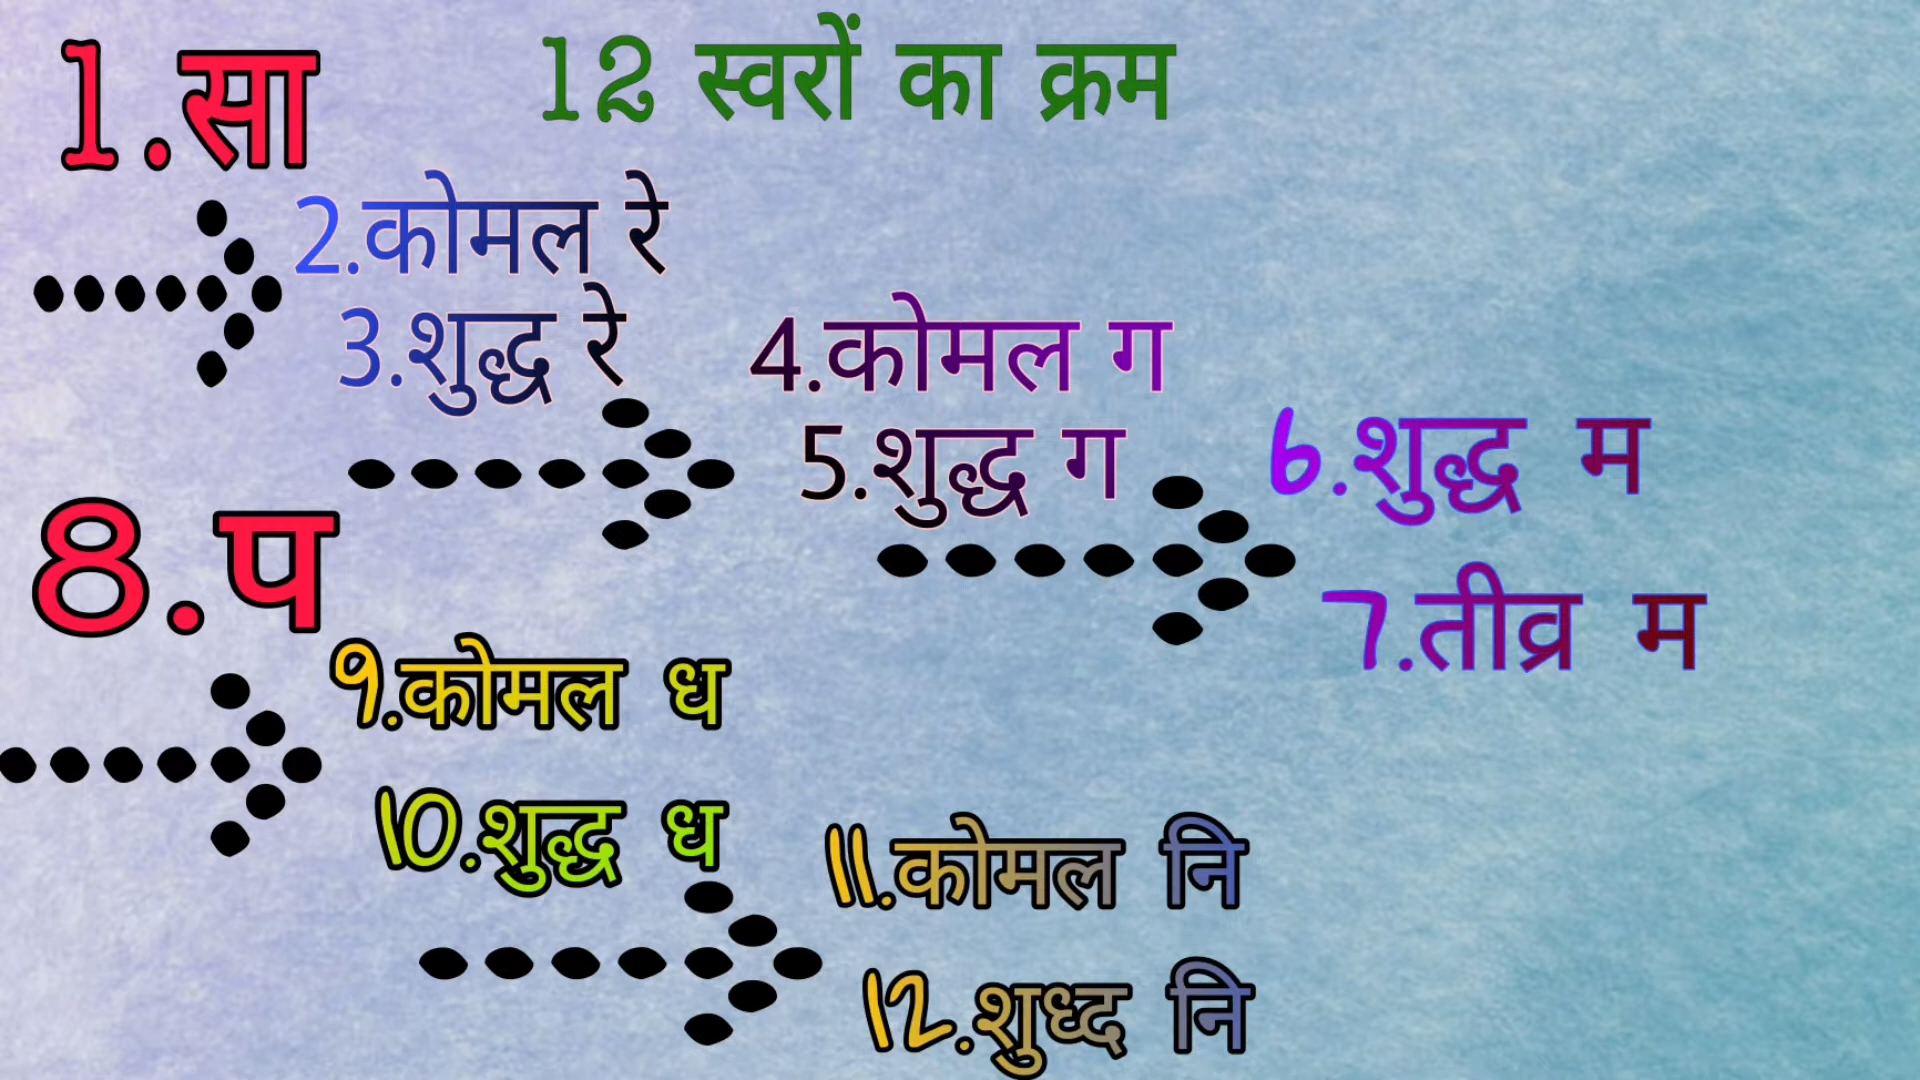 12 स्वरों का क्रम
1.सा
2.कोमल रे
3.शुद्ध रे
4.कोमल ग
5.शुद्ध ग
6.शुद्ध म
7.तीव्र म
8.प
9.कोमल ध
10.शुद्ध ध
11.कोमल नि
12.शुध्द नि